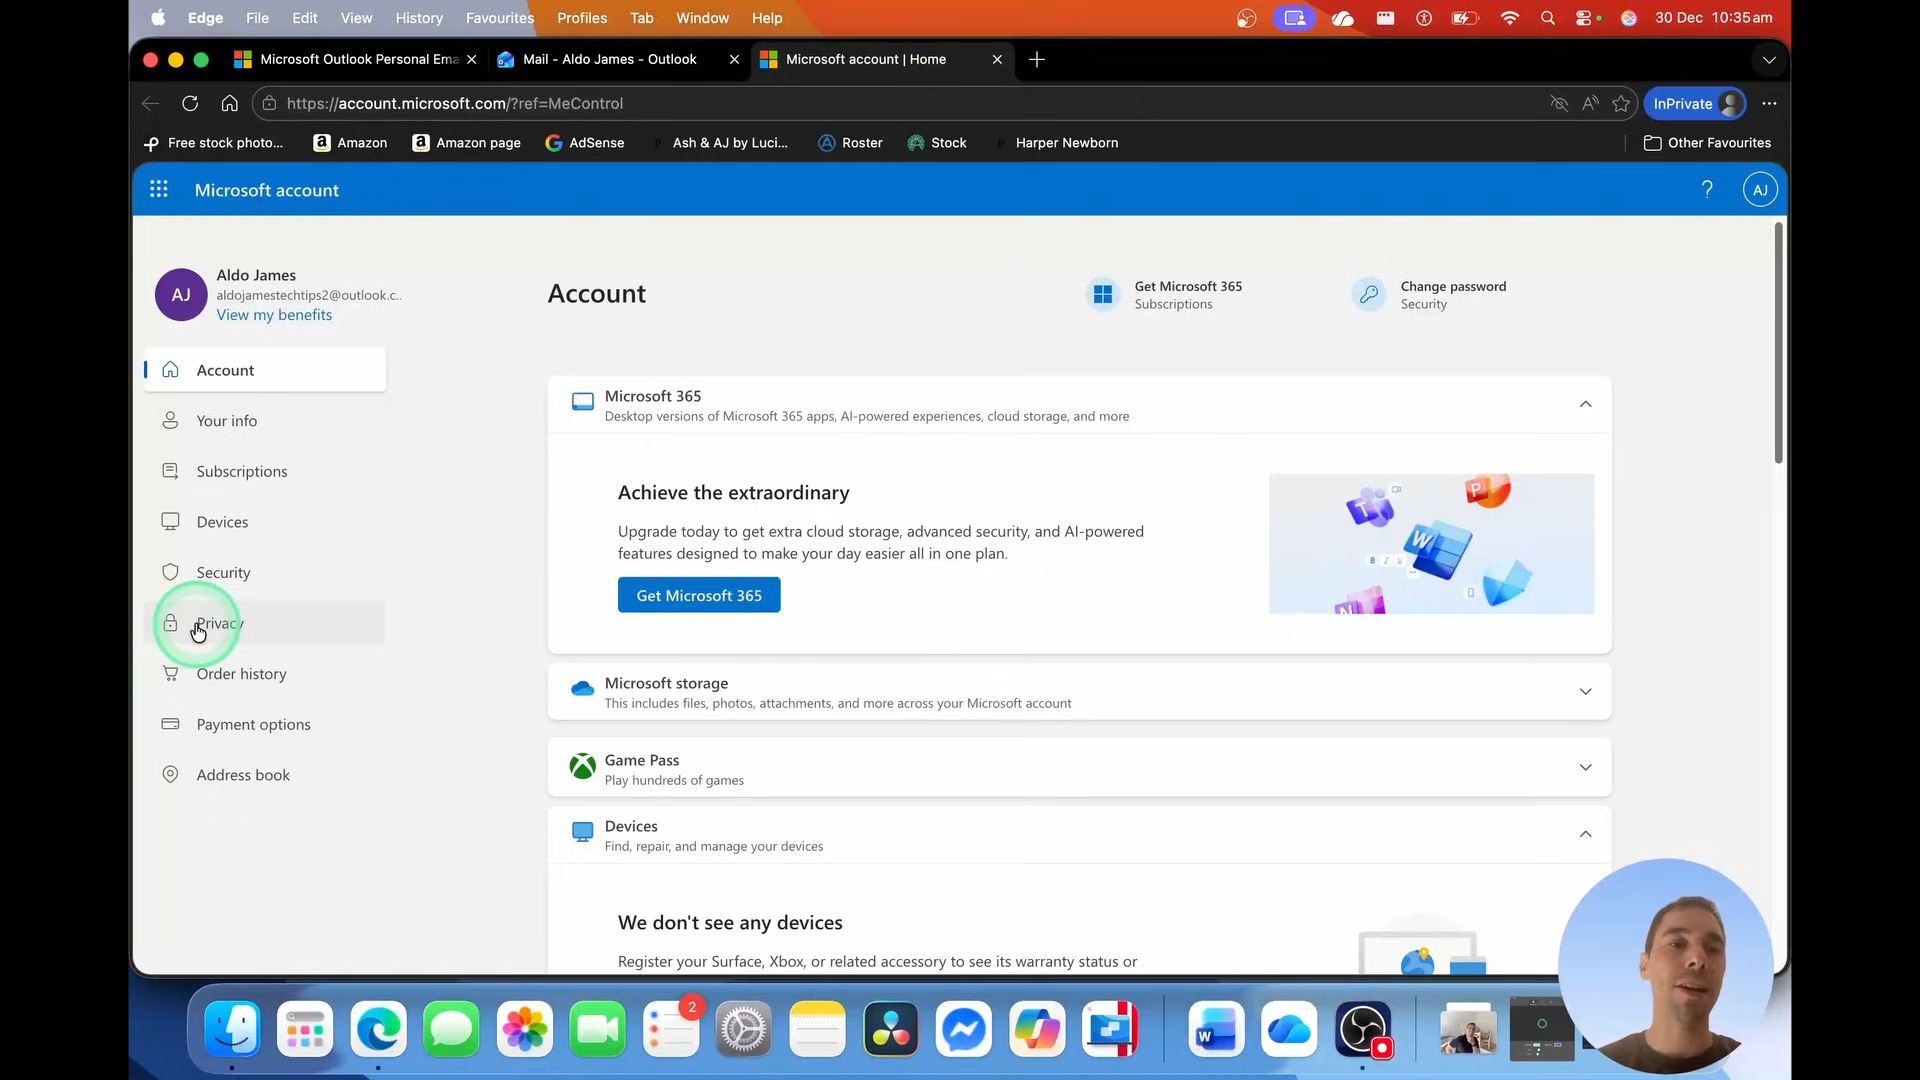 Edge File Edit View History Favourites Profiles Tab Window Help 30 Dec 10:35am
Microsoft Outlook Personal Ema Mail - Aldo James - Outlook Microsoft account | Home
https://account.microsoft.com/?ref=MeControl InPrivate
Free stock photo... Amazon Amazon page AdSense Ash & AJ by Luci... Roster Stock Harper Newborn Other Favourites
Microsoft account ? AJ
AJ
Aldo James
aldojamestechtips2@outlook.c..
View my benefits
Account
Your info
Subscriptions
Devices
Security
Privacy
Order history
Payment options
Address book
Account
Get Microsoft 365
Subscriptions
Change password
Security
Microsoft 365
Desktop versions of Microsoft 365 apps, AI-powered experiences, cloud storage, and more
Achieve the extraordinary
Upgrade today to get extra cloud storage, advanced security, and AI-powered
features designed to make your day easier all in one plan.
Get Microsoft 365
Microsoft storage
This includes files, photos, attachments, and more across your Microsoft account
Game Pass
Play hundreds of games
Devices
Find, repair, and manage your devices
We don't see any devices
Register your Surface, Xbox, or related accessory to see its warranty status or
2